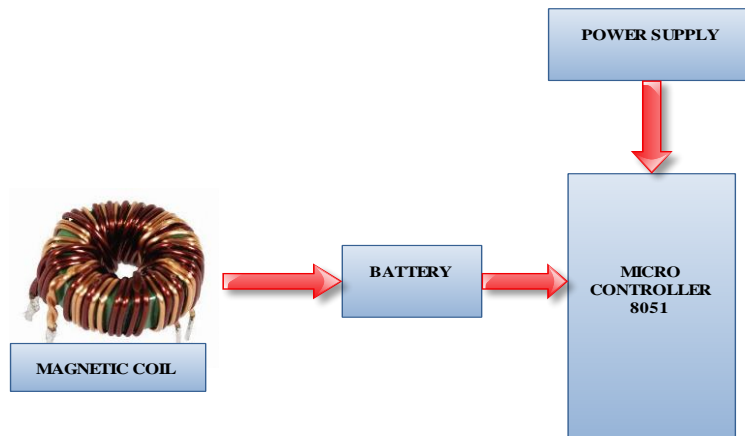 POWER SUPPLY
BATTERY
MICRO
CONTROLLER
8051
MAGNETIC COIL